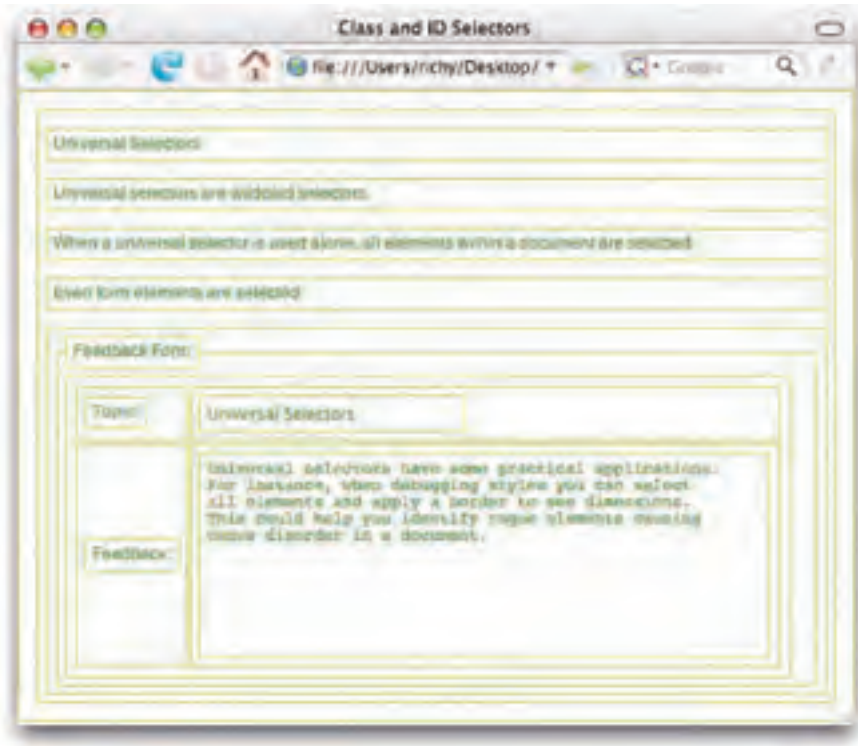 Class and ID Selectors
file:///Users/richy/Desktop/
Google
Universal Selectors
Universal selectors are wildcard selectors.
When a universal selector is used alone, all elements within a document are selected.
Even form elements are selected.
Feedback Form:
Topic:
Universal Selectors
Feedback:
Universal selectors have some practical applications.
For instance, when debugging styles you can select
all elements and apply a border to see dimensions.
This could help you identify rogue elements causing
some disorder in a document.